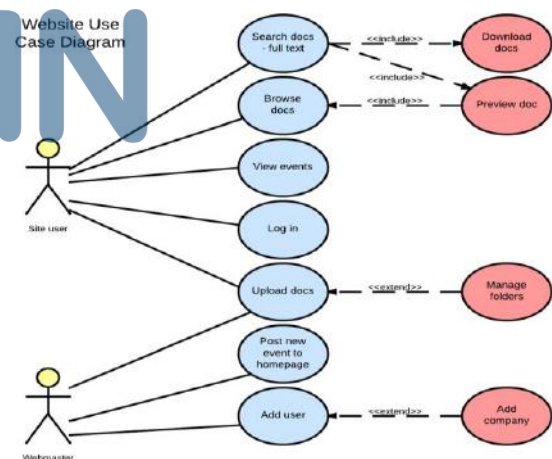 Website Use
Case Diagram
IN
Search docs
- full text
<<include>>
Download
docs
<<include>>
Browse
docs
<<include>>
Preview doc
View events
Site user
Log in
Upload docs
<<extend>>
Manage
folders
Post new
event to
homepage
Add user
<<extend>>
Add
company
Webmaster